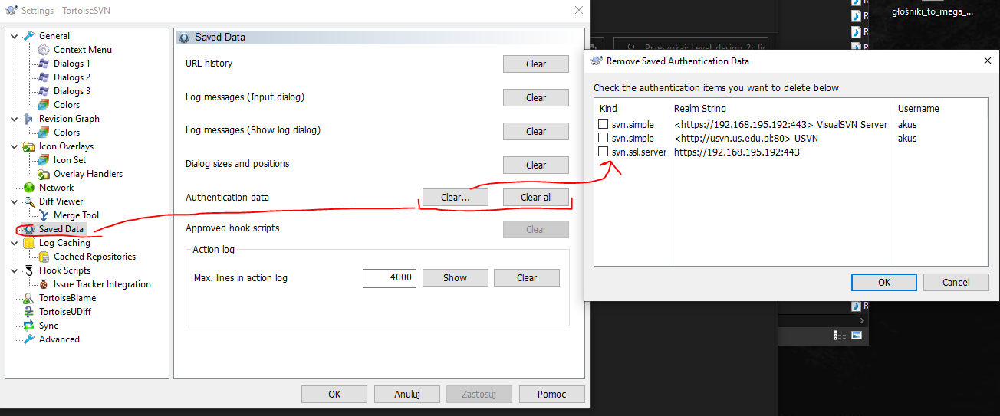 Settings - TortoiseSVN
General
Context Menu
Dialogs 1
Dialogs 2
Dialogs 3
Colors
Revision Graph
Colors
Icon Overlays
Icon Set
Overlay Handlers
Network
Diff Viewer
Merge Tool
Saved Data
Log Caching
Cached Repositories
Hook Scripts
Issue Tracker Integration
TortoiseBlame
TortoiseUDiff
Sync
Advanced
Saved Data
URL history Clear
Log messages (Input dialog) Clear
Log messages (Show log dialog) Clear
Dialog sizes and positions Clear
Authentication data Clear... Clear all
Approved hook scripts Clear
Action log
Max. lines in action log 4000 Show Clear
OK Anuluj Zastosuj Pomoc
Przeszukaj: Level_design_2r_lic
R
R
R
głośniki_to_mega_...
Remove Saved Authentication Data
Check the authentication items you want to delete below
Kind Realm String Username
svn.simple <https://192.168.195.192:443> VisualSVN Server akus
svn.simple <http://usvn.us.edu.pl:80> USVN akus
svn.ssl.server https://192.168.195.192:443
OK Cancel
R